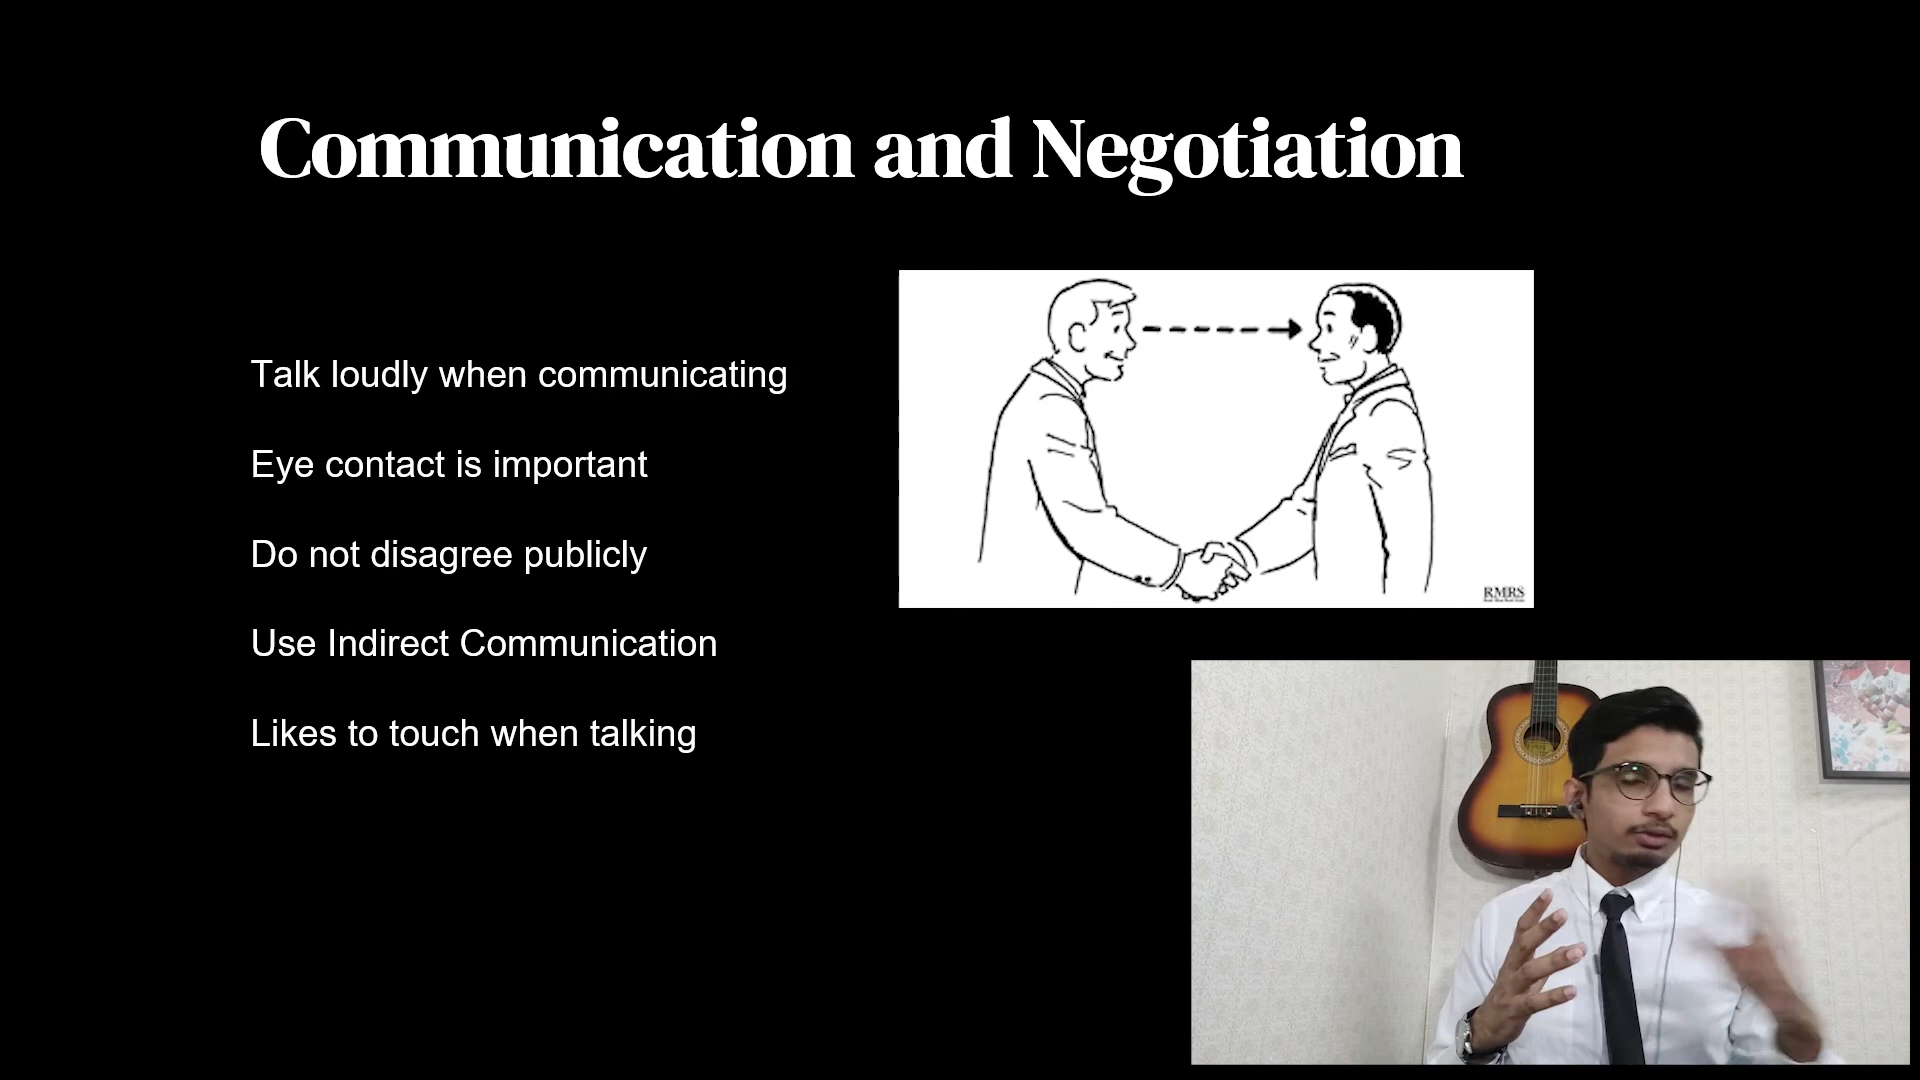 Communication and Negotiation
Talk loudly when communicating
Eye contact is important
Do not disagree publicly
Use Indirect Communication
Likes to touch when talking
RMRS